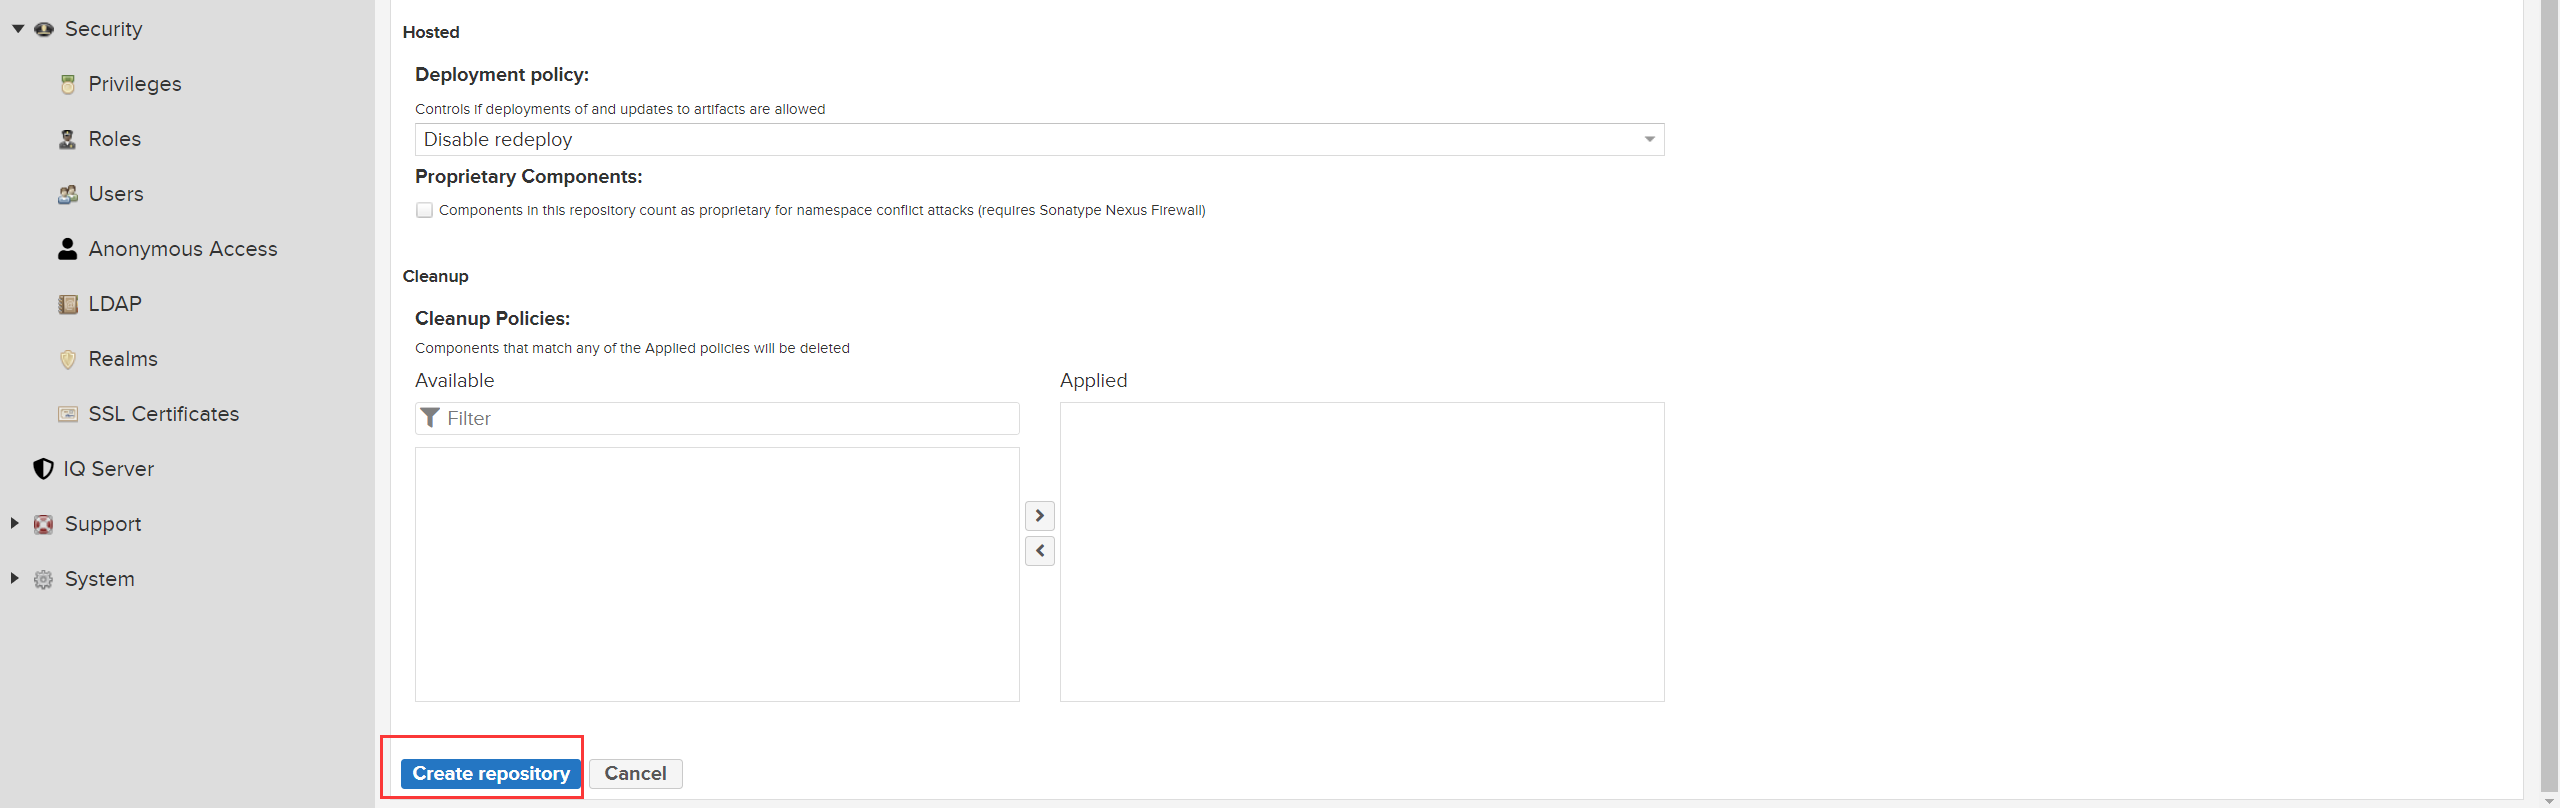 Security
Privileges
Roles
Users
Anonymous Access
LDAP
Realms
SSL Certificates
IQ Server
Support
System
Hosted
Deployment policy:
Controls if deployments of and updates to artifacts are allowed
Disable redeploy
Proprietary Components:
Components in this repository count as proprietary for namespace conflict attacks (requires Sonatype Nexus Firewall)
Cleanup
Cleanup Policies:
Components that match any of the Applied policies will be deleted
Available
Applied
Filter
Create repository
Cancel